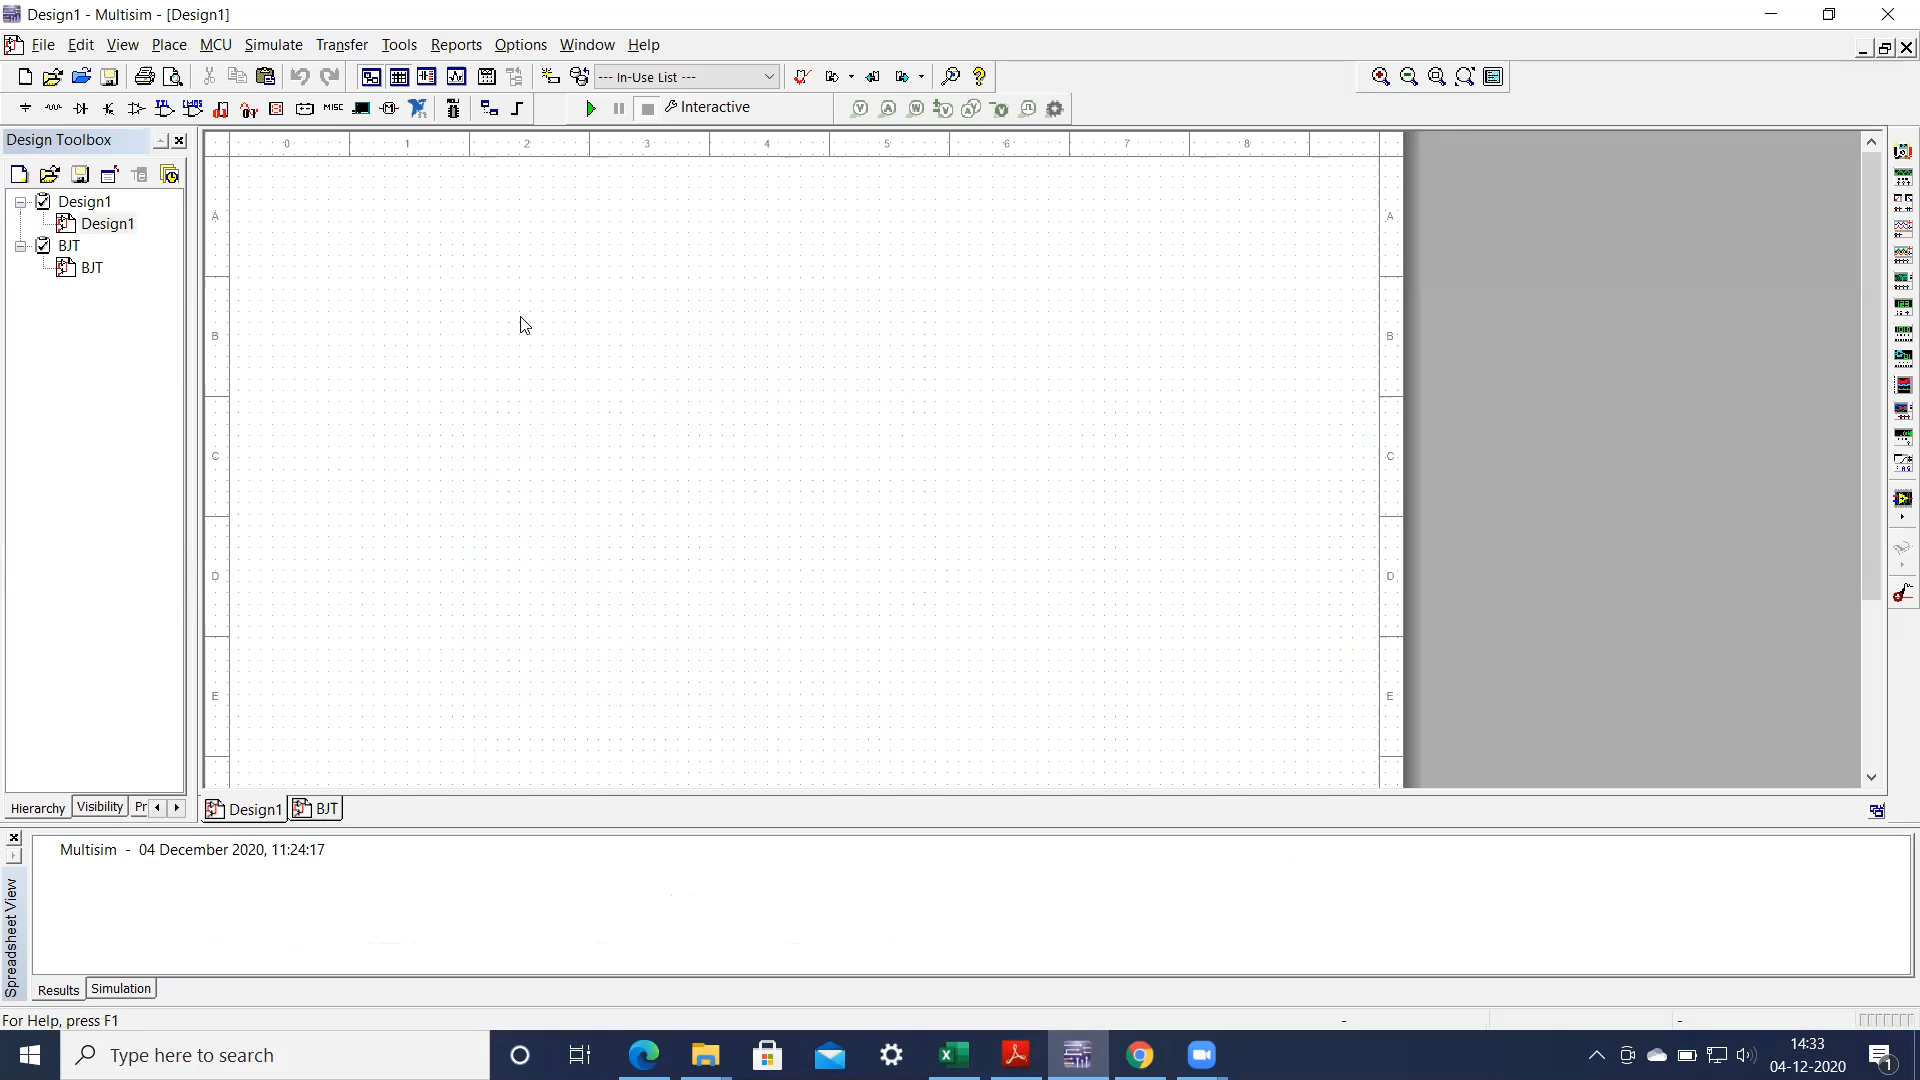 Design1 - Multisim - [Design1]
File Edit View Place MCU Simulate Transfer Tools Reports Options Window Help
--- In-Use List ---
MISC
Interactive
Design Toolbox
0 1 2 3 4 5 6 7 8
Design1
Design1
BJT
BJT
A A
B B
C C
D D
E E
Hierarchy Visibility Pr
Design1 BJT
Multisim - 04 December 2020, 11:24:17
Spreadsheet View
Results Simulation
For Help, press F1
Type here to search
14:33
04-12-2020
1